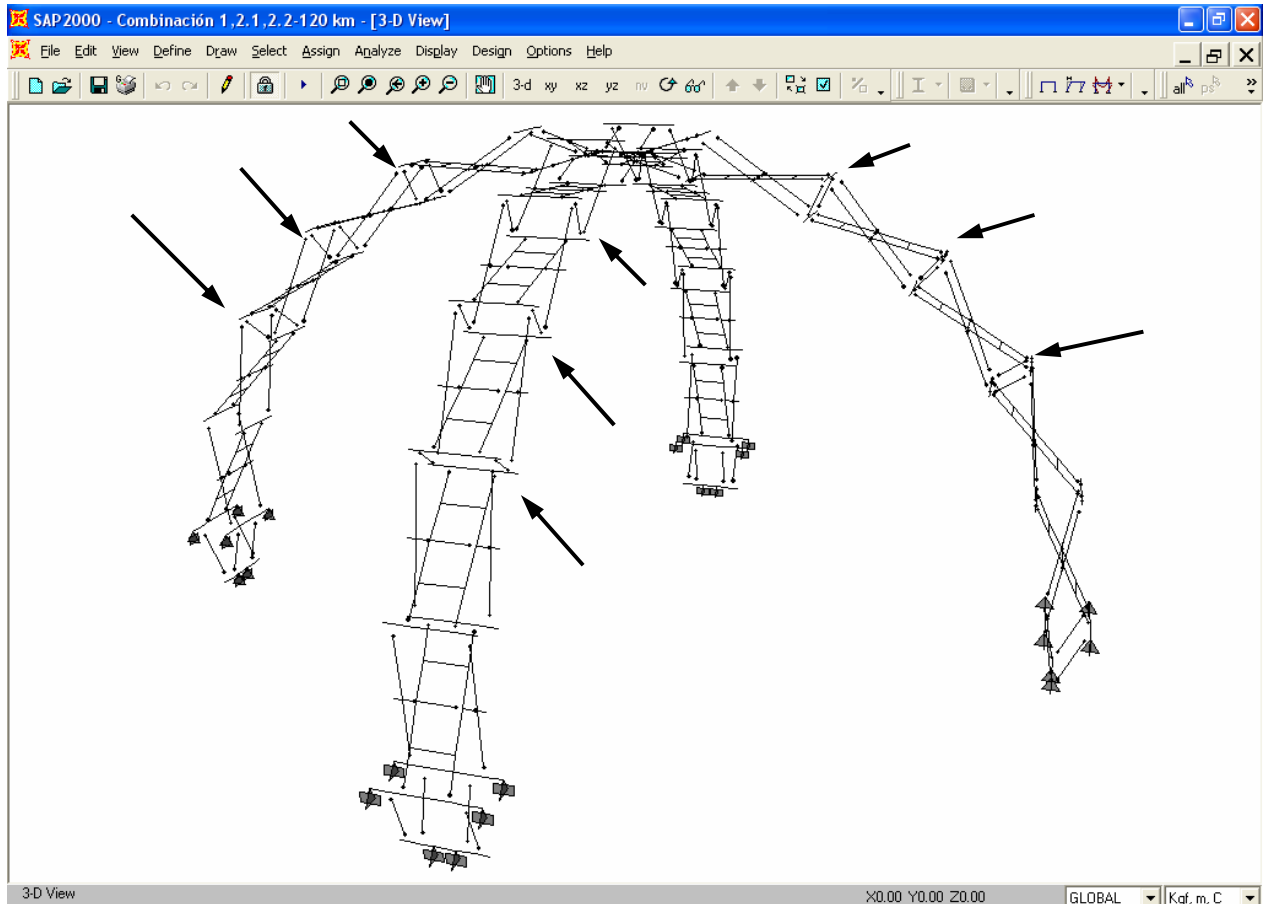 SAP2000 - Combinación 1,2.1,2.2-120 km - [3-D View]
File Edit View Define Draw Select Assign Analyze Display Design Options Help
3-d xy xz yz nv all ps
3-D View X0.00 Y0.00 Z0.00 GLOBAL Kgf, m, C